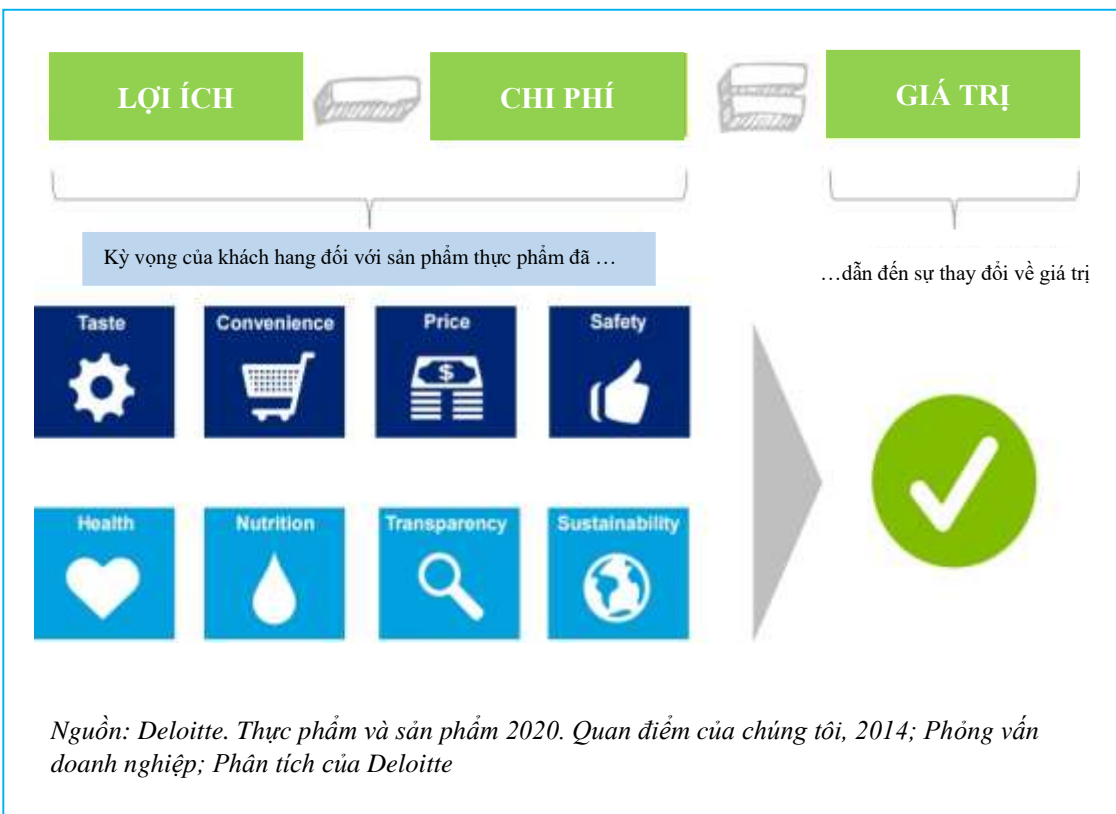 LỢI ÍCH
CHI PHÍ
GIÁ TRỊ
Kỳ vọng của khách hang đối với sản phẩm thực phẩm đã …
…dẫn đến sự thay đổi về giá trị
Taste
Convenience
Price
Safety
Health
Nutrition
Transparency
Sustainability
Nguồn: Deloitte. Thực phẩm và sản phẩm 2020. Quan điểm của chúng tôi, 2014; Phỏng vấn
doanh nghiệp; Phân tích của Deloitte